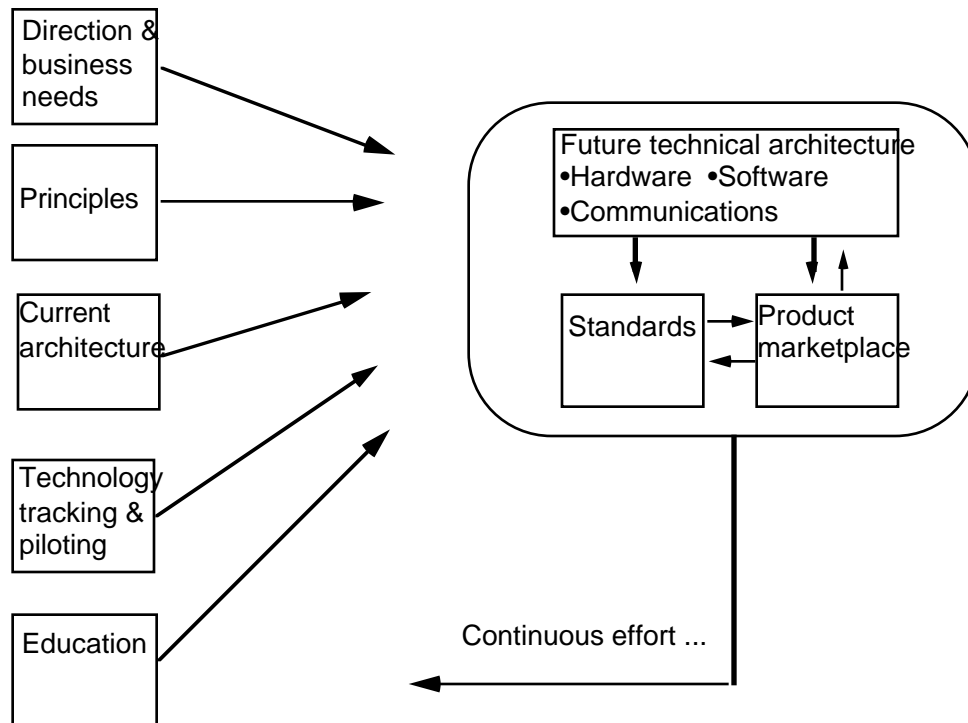 Direction &
business
needs
Principles
Current
architecture
Technology
tracking &
piloting
Education
Future technical architecture
•Hardware •Software
•Communications
Standards
Product
marketplace
Continuous effort ...